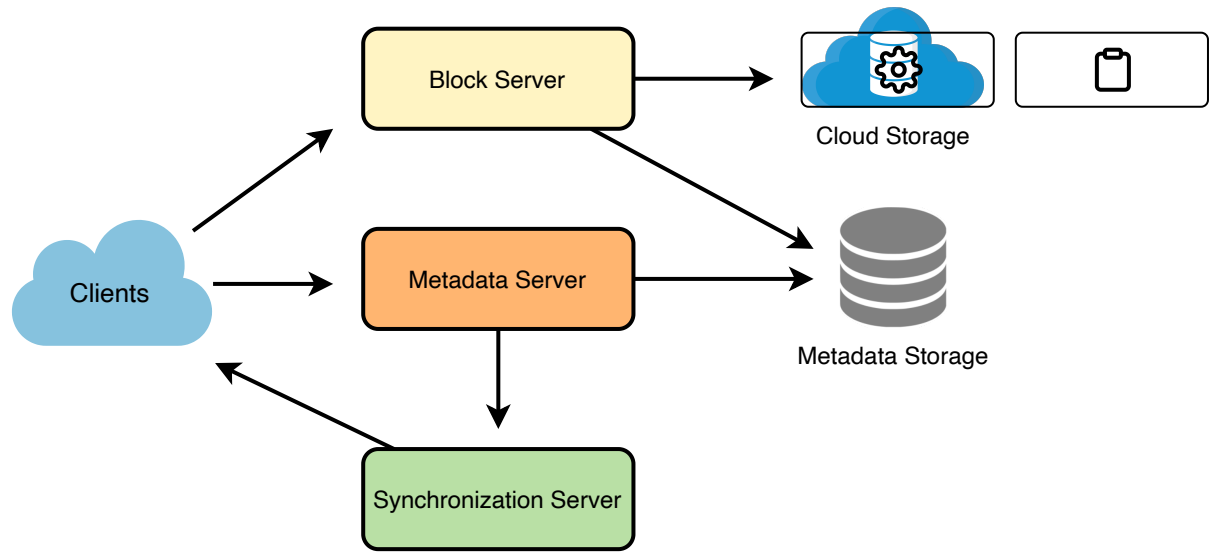 Block Server
Cloud Storage
Clients
Metadata Server
Metadata Storage
Synchronization Server